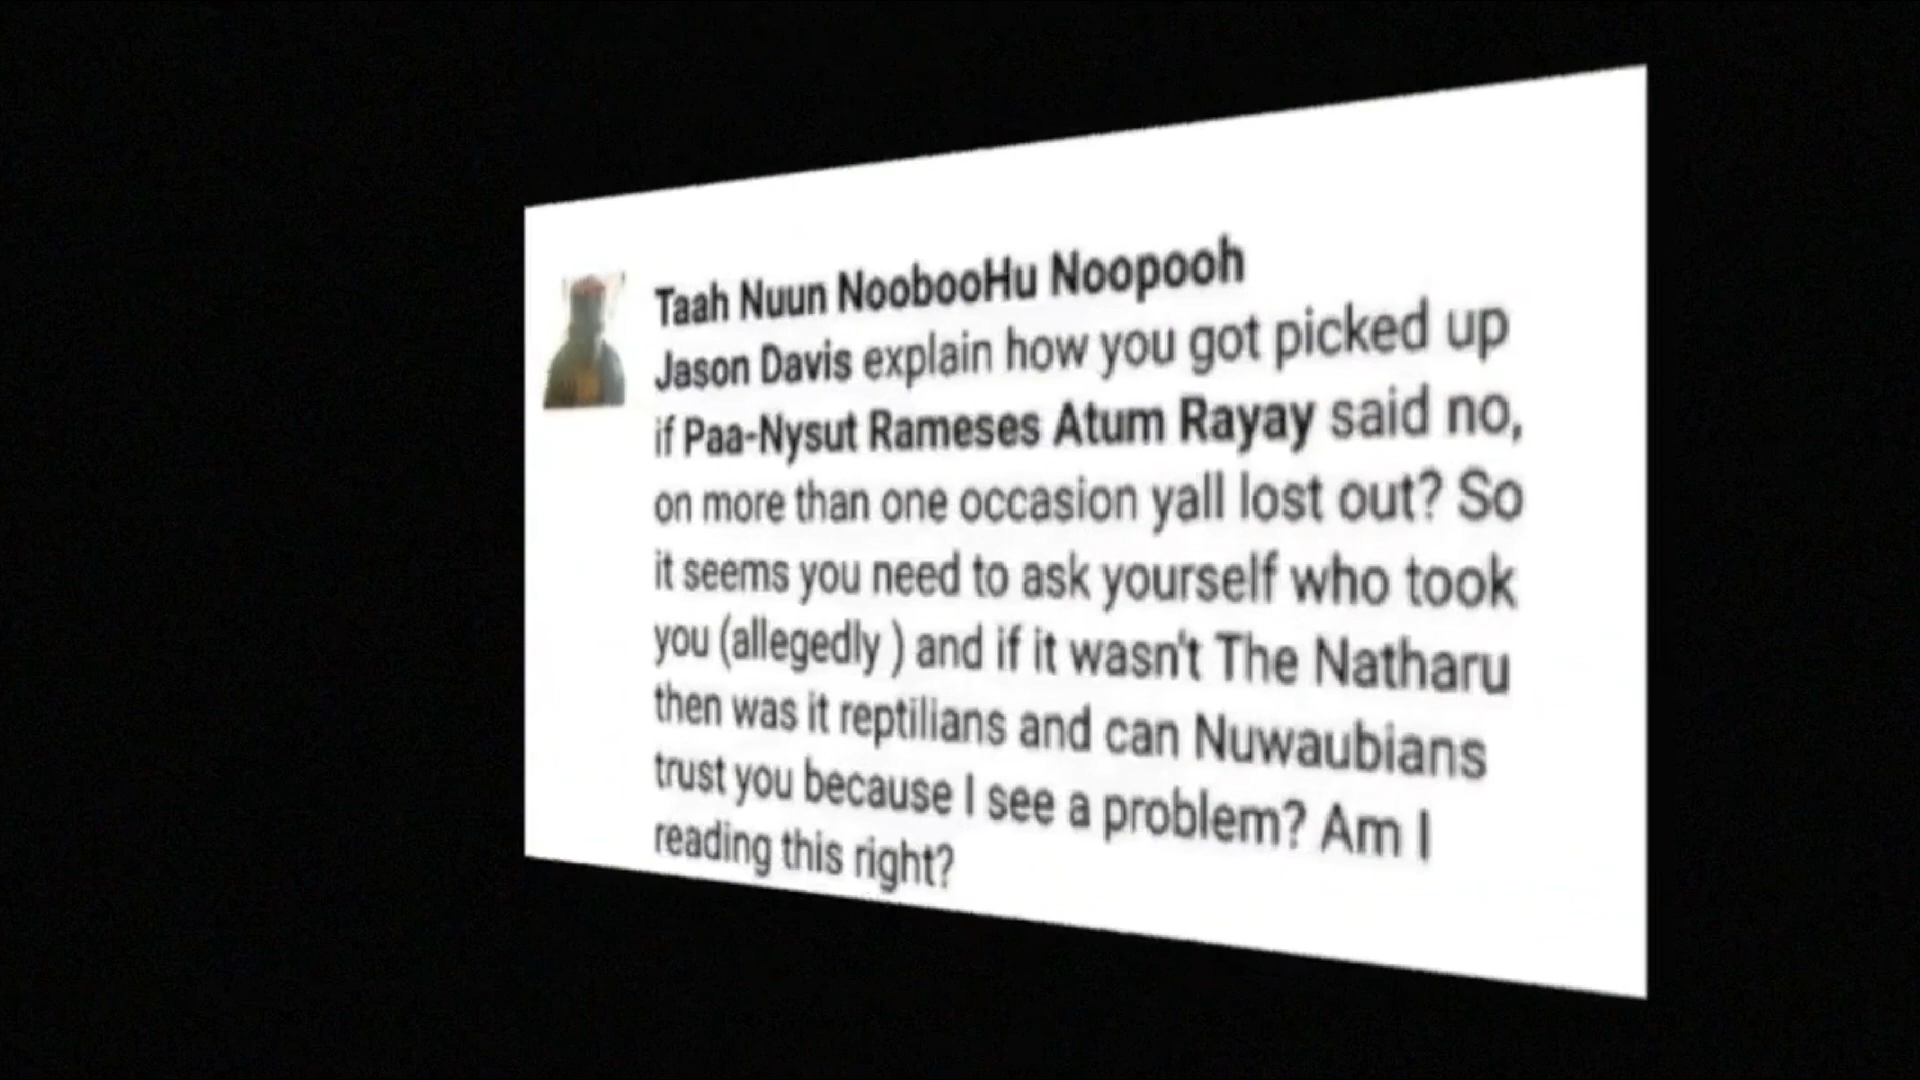 Taah Nuun NoobooHu Noopooh
Jason Davis explain how you got picked up
if Paa-Nysut Rameses Atum Rayay said no,
on more than one occasion yall lost out? So
it seems you need to ask yourself who took
you (allegedly ) and if it wasn't The Natharu
then was it reptilians and can Nuwaubians
trust you because I see a problem? Am I
reading this right?